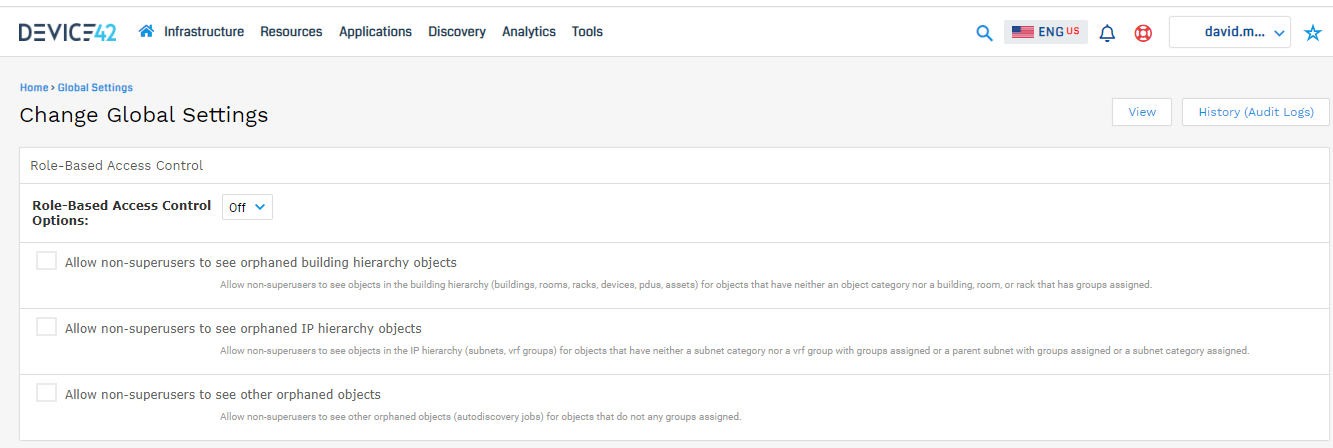 DEVICE42 Infrastructure Resources Applications Discovery Analytics Tools ENG US david.m...
Home › Global Settings
Change Global Settings View History (Audit Logs)
Role-Based Access Control
Role-Based Access Control Off
Options:
Allow non-superusers to see orphaned building hierarchy objects
Allow non-superusers to see objects in the building hierarchy (buildings, rooms, racks, devices, pdus, assets) for objects that have neither an object category nor a building, room, or rack that has groups assigned.
Allow non-superusers to see orphaned IP hierarchy objects
Allow non-superusers to see objects in the IP hierarchy (subnets, vrf groups) for objects that have neither a subnet category nor a vrf group with groups assigned or a parent subnet with groups assigned or a subnet category assigned.
Allow non-superusers to see other orphaned objects
Allow non-superusers to see other orphaned objects (autodiscovery jobs) for objects that do not any groups assigned.